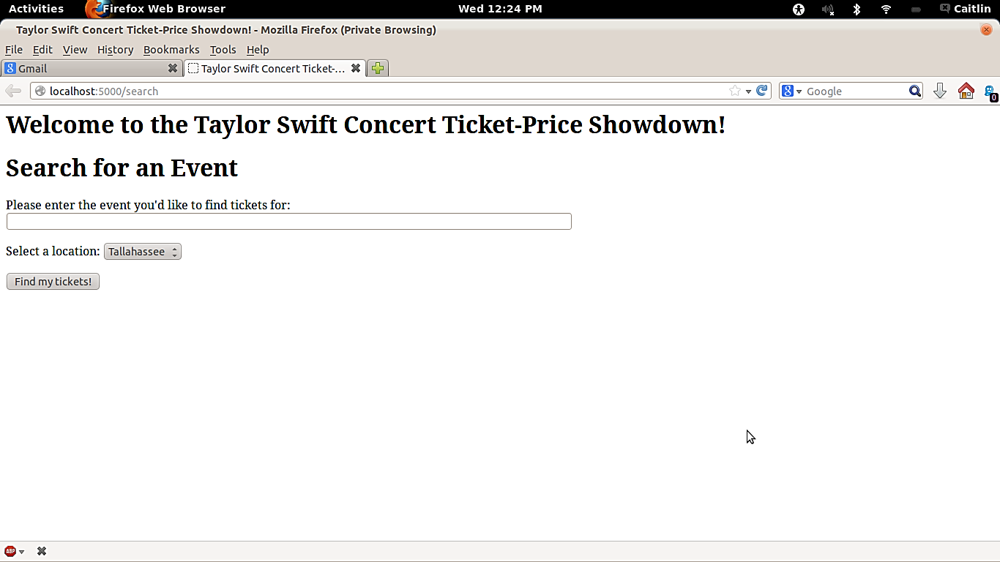 Activities Firefox Web Browser Wed 12:24 PM Caitlin
Taylor Swift Concert Ticket-Price Showdown! - Mozilla Firefox (Private Browsing)
File Edit View History Bookmarks Tools Help
8 Gmail Taylor Swift Concert Ticket-...
localhost:5000/search 8 Google 0
Welcome to the Taylor Swift Concert Ticket-Price Showdown!
Search for an Event
Please enter the event you'd like to find tickets for:
Select a location: Tallahassee
Find my tickets!
ABP